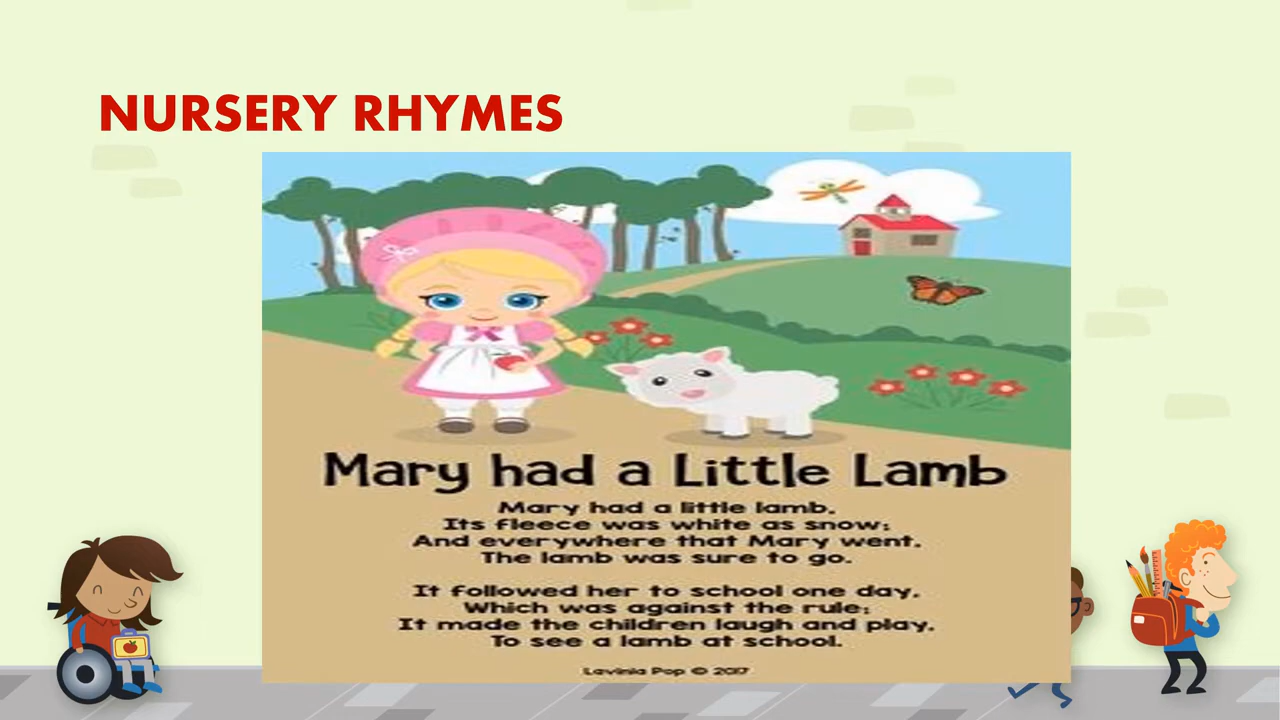 NURSERY RHYMES
Mary had a Little Lamb
Mary had a little lamb,
Its fleece was white as snow;
And everywhere that Mary went,
The lamb was sure to go.
It followed her to school one day,
Which was against the rule;
It made the children laugh and play,
To see a lamb at school.
Lavinia Pop © 2017